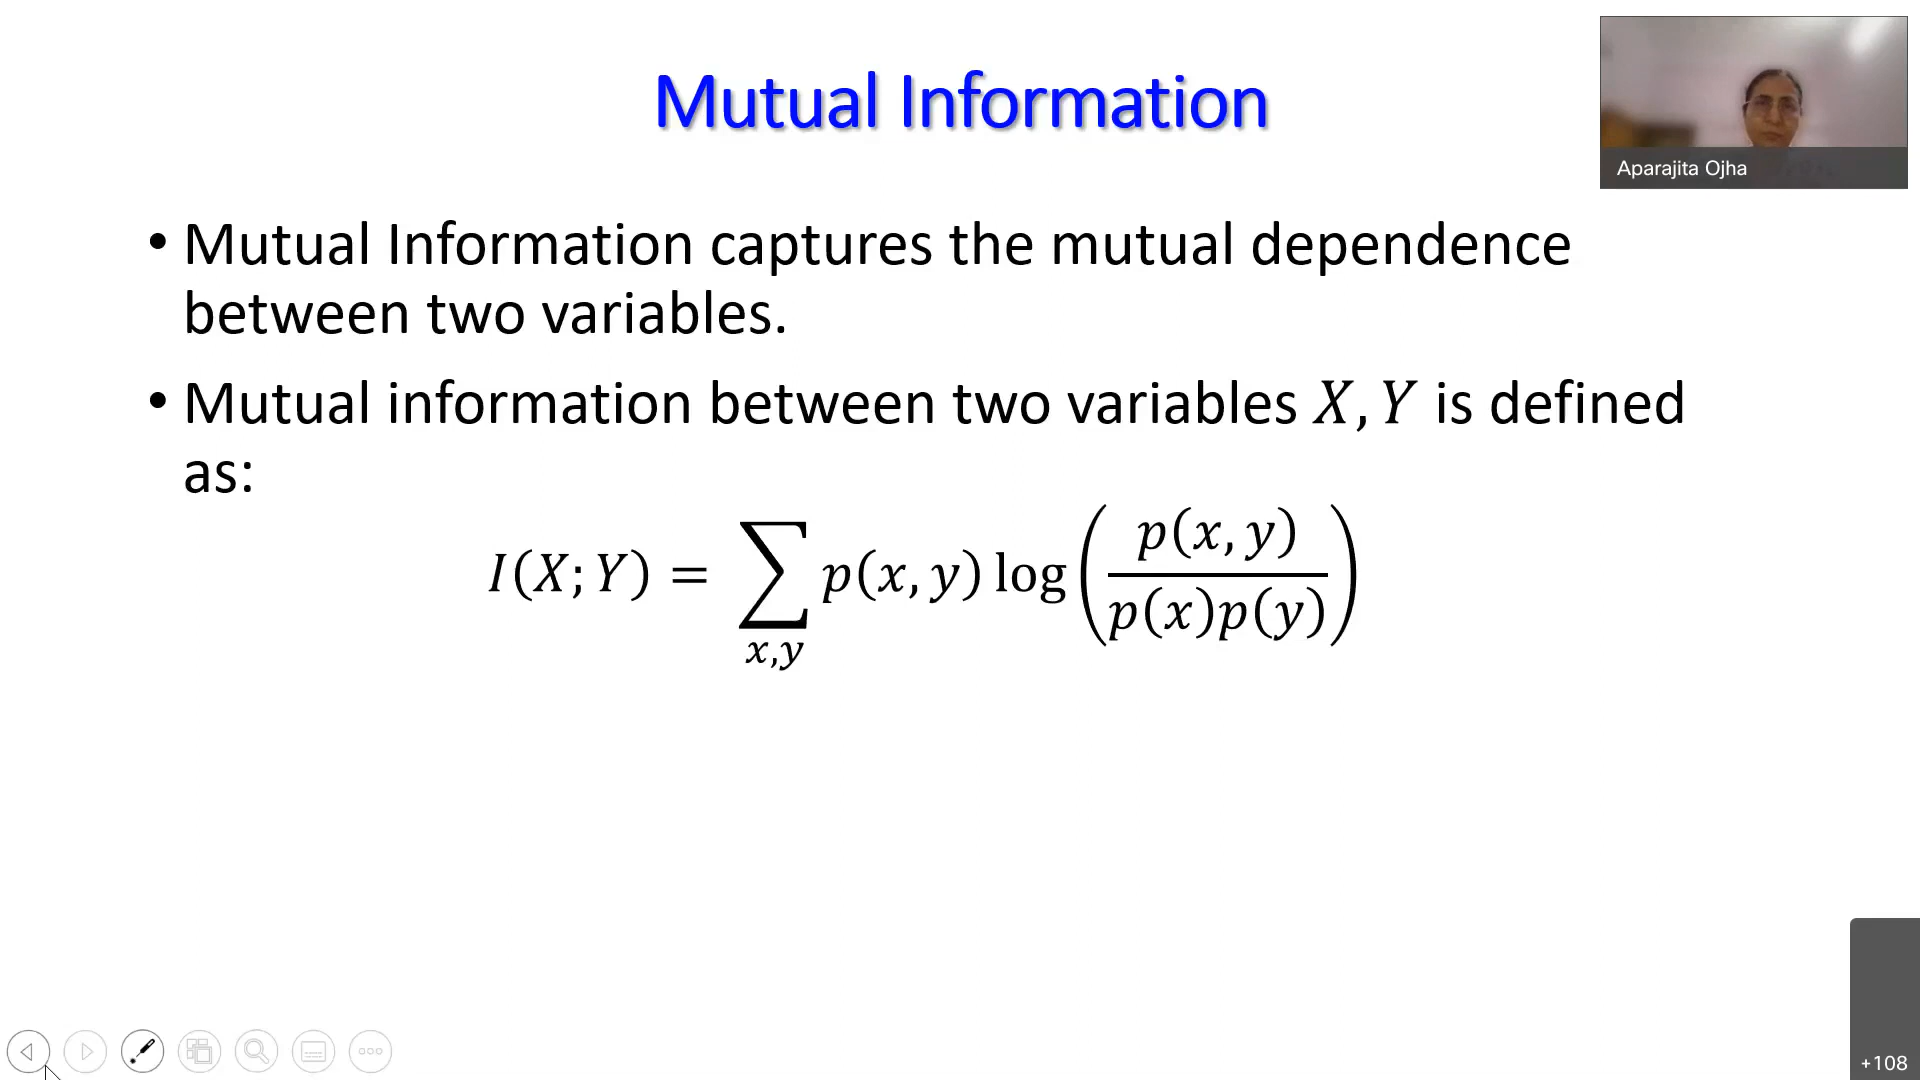 Mutual Information
Aparajita Ojha
• Mutual Information captures the mutual dependence
between two variables.
• Mutual information between two variables X, Y is defined
as:
I(X; Y) = ∑_{x,y} p(x, y) log(p(x, y) / p(x)p(y))
+108